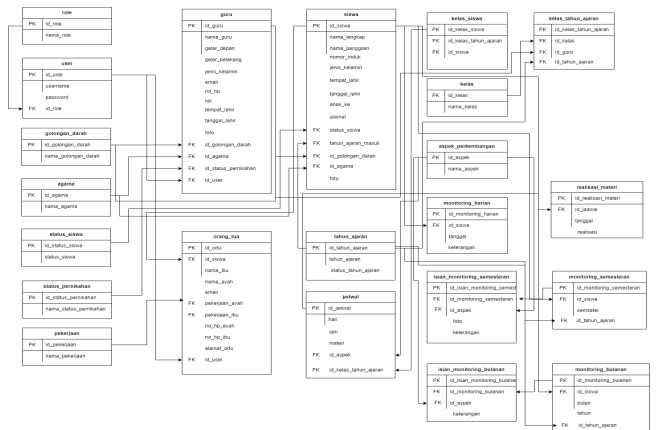 role
PK id_role
nama_role
user
PK id_user
username
password
FK id_role
golongan_darah
PK id_golongan_darah
nama_golongan_darah
agama
PK id_agama
nama_agama
status_siswa
PK id_status_siswa
status_siswa
status_pernikahan
PK id_status_pernikahan
nama_status_pernikahan
pekerjaan
PK id_pekerjaan
nama_pekerjaan
guru
PK id_guru
nama_guru
gelar_depan
gelar_belakang
jenis_kelamin
email
no_hp
nik
tempat_lahir
tanggal_lahir
foto
FK id_golongan_darah
FK id_agama
FK id_status_pernikahan
FK id_user
orang_tua
PK id_ortu
FK id_siswa
nama_ibu
nama_ayah
email
FK pekerjaan_ayah
FK pekerjaan_ibu
no_hp_ayah
no_hp_ibu
alamat_ortu
FK id_user
siswa
PK id_siswa
nama_lengkap
nama_panggilan
nomor_induk
jenis_kelamin
tempat_lahir
tanggal_lahir
anak_ke
alamat
FK status_siswa
FK tahun_ajaran_masuk
FK id_golongan_darah
FK id_agama
foto
tahun_ajaran
PK id_tahun_ajaran
tahun_ajaran
status_tahun_ajaran
jadwal
PK id_jadwal
hari
jam
materi
FK id_aspek
FK id_kelas_tahun_ajaran
kelas_siswa
PK id_kelas_siswa
FK id_kelas_tahun_ajaran
FK id_siswa
kelas
PK id_kelas
nama_kelas
aspek_perkembangan
PK id_aspek
nama_aspek
monitoring_harian
PK id_monitoring_harian
FK id_siswa
tanggal
keterangan
isian_monitoring_semesteran
PK id_isian_monitoring_semest
FK id_monitoring_semesteran
FK id_aspek
foto
keterangan
isian_monitoring_bulanan
PK id_isian_monitoring_bulanan
FK id_monitoring_bulanan
FK id_aspek
keterangan
kelas_tahun_ajaran
PK id_kelas_tahun_ajaran
FK id_kelas
FK id_guru
FK id_tahun_ajaran
realisasi_materi
PK id_realisasi_materi
FK id_jadwal
tanggal
realisasi
monitoring_semesteran
PK id_monitoring_semesteran
FK id_siswa
semester
FK id_tahun_ajaran
monitoring_bulanan
PK id_monitoring_bulanan
FK id_siswa
bulan
tahun
FK id_tahun_ajaran